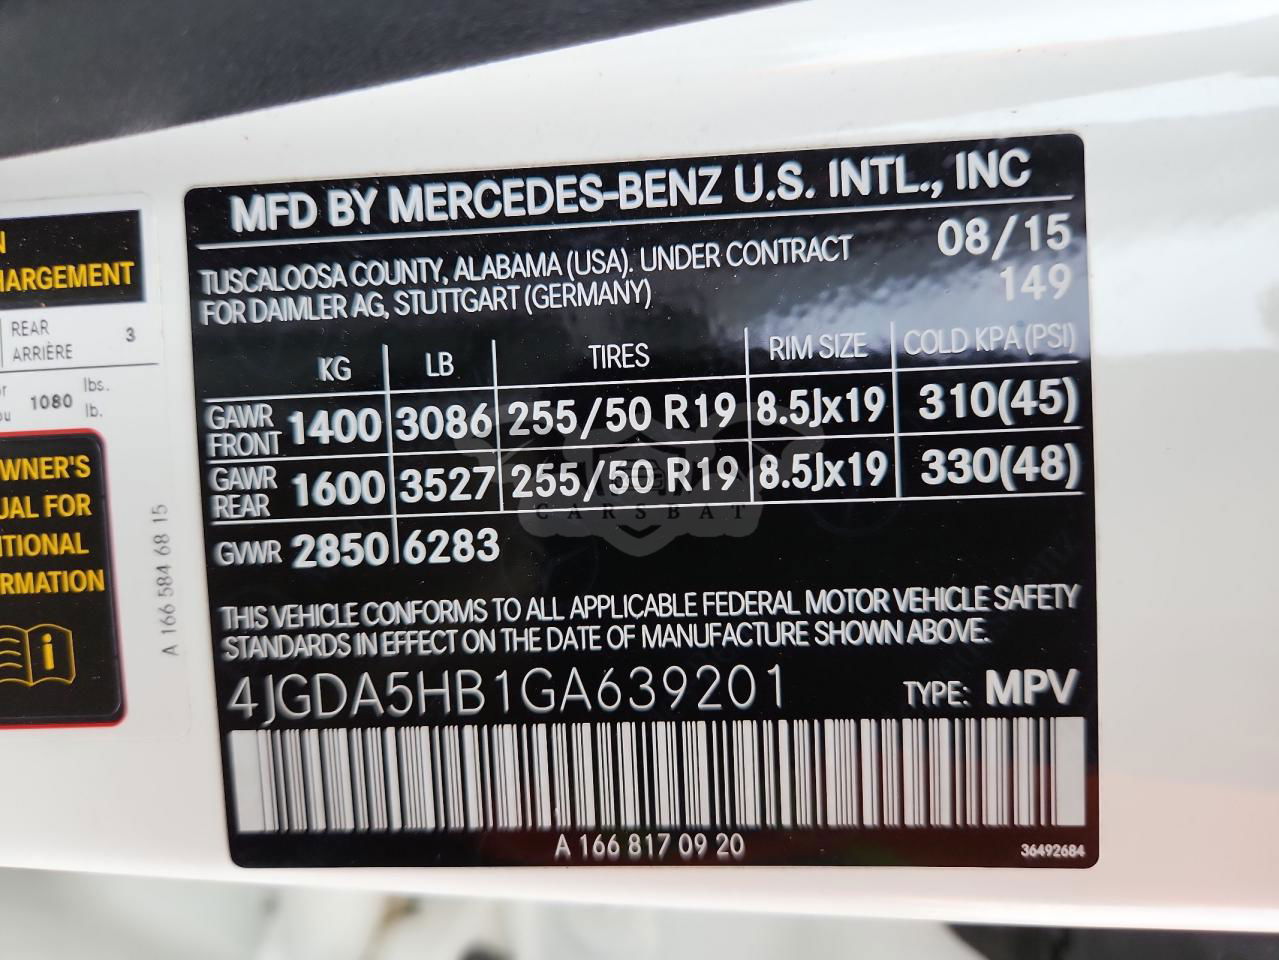 HARGEMENT
REAR
ARRIÈRE
3
1080
lbs.
lb.
WNER'S
UAL FOR
ITIONAL
RMATION
A 166 584 68 15
MFD BY MERCEDES-BENZ U.S. INTL., INC
TUSCALOOSA COUNTY, ALABAMA (USA). UNDER CONTRACT
FOR DAIMLER AG, STUTTGART (GERMANY)
08/15
149
KG LB TIRES RIM SIZE COLD KPA (PSI)
GAWR FRONT 1400 3086 255/50 R19 8.5Jx19 310(45)
GAWR REAR 1600 3527 255/50 R19 8.5Jx19 330(48)
CARSBAT
GVWR 2850 6283
THIS VEHICLE CONFORMS TO ALL APPLICABLE FEDERAL MOTOR VEHICLE SAFETY
STANDARDS IN EFFECT ON THE DATE OF MANUFACTURE SHOWN ABOVE.
4JGDA5HB1GA639201 TYPE: MPV
A 166 817 09 20
36492684